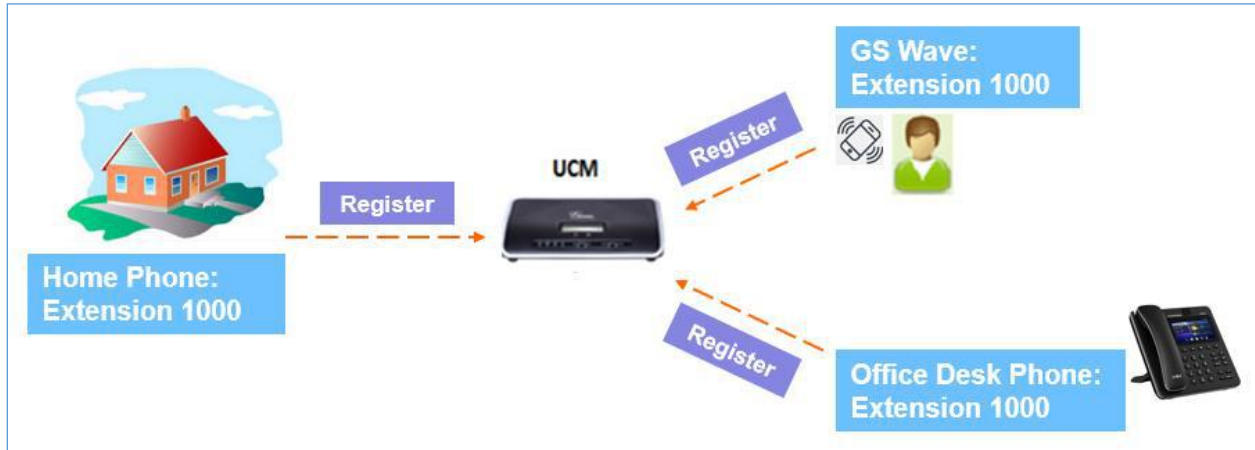 GS Wave:
Extension 1000
Register
UCM
Register
Home Phone:
Extension 1000
Register
Office Desk Phone:
Extension 1000